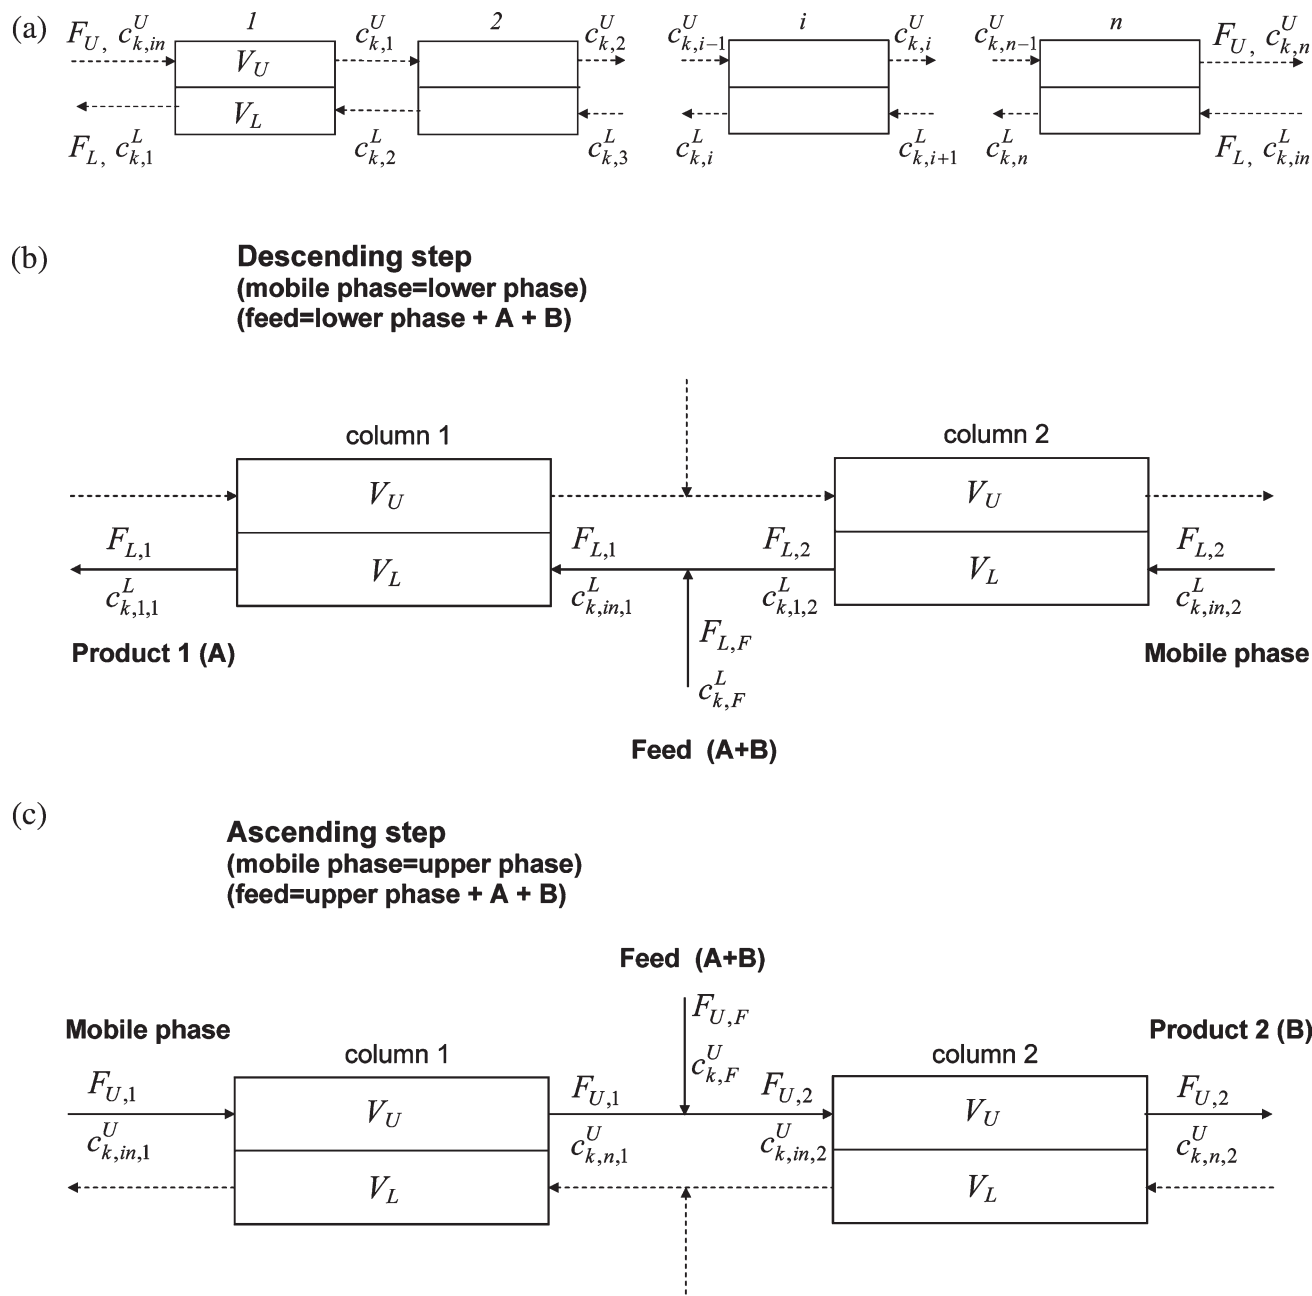 (a)
1 2 i n
F_U, c^U_{k,in} c^U_{k,1} c^U_{k,2} c^U_{k,i−1} c^U_{k,i} c^U_{k,n−1} F_U, c^U_{k,n}
V_U
V_L
F_L, c^L_{k,1} c^L_{k,2} c^L_{k,3} c^L_{k,i} c^L_{k,i+1} c^L_{k,n} F_L, c^L_{k,in}
(b)
Descending step
(mobile phase=lower phase)
(feed=lower phase + A + B)
column 1 column 2
V_U V_U
F_{L,1} F_{L,1} F_{L,2} F_{L,2}
V_L V_L
c^L_{k,1,1} c^L_{k,in,1} c^L_{k,1,2} c^L_{k,in,2}
Product 1 (A) F_{L,F} Mobile phase
c^L_{k,F}
Feed (A+B)
(c)
Ascending step
(mobile phase=upper phase)
(feed=upper phase + A + B)
Feed (A+B)
F_{U,F}
Mobile phase Product 2 (B)
column 1 c^U_{k,F} column 2
F_{U,1} F_{U,1} F_{U,2} F_{U,2}
V_U V_U
c^U_{k,in,1} c^U_{k,n,1} c^U_{k,in,2} c^U_{k,n,2}
V_L V_L